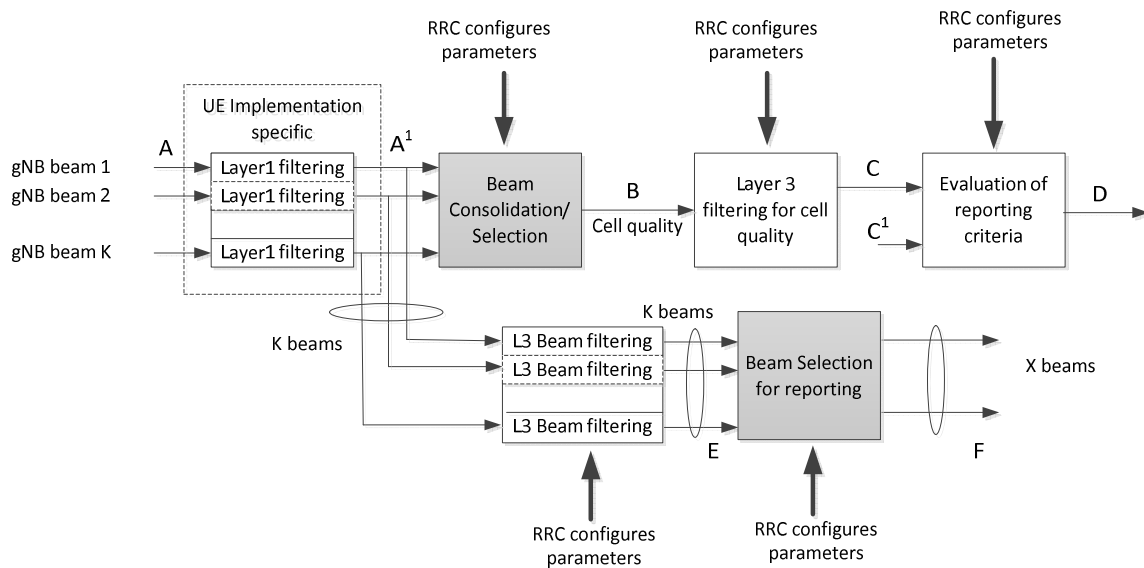 RRC configures
parameters
RRC configures
parameters
RRC configures
parameters
UE Implementation
specific
A
A¹
gNB beam 1
Layer1 filtering
gNB beam 2
Layer1 filtering
gNB beam K
Layer1 filtering
Beam
Consolidation/
Selection
B
Cell quality
Layer 3
filtering for cell
quality
C
C¹
Evaluation of
reporting
criteria
D
K beams
L3 Beam filtering
L3 Beam filtering
L3 Beam filtering
K beams
E
Beam Selection
for reporting
X beams
F
RRC configures
parameters
RRC configures
parameters